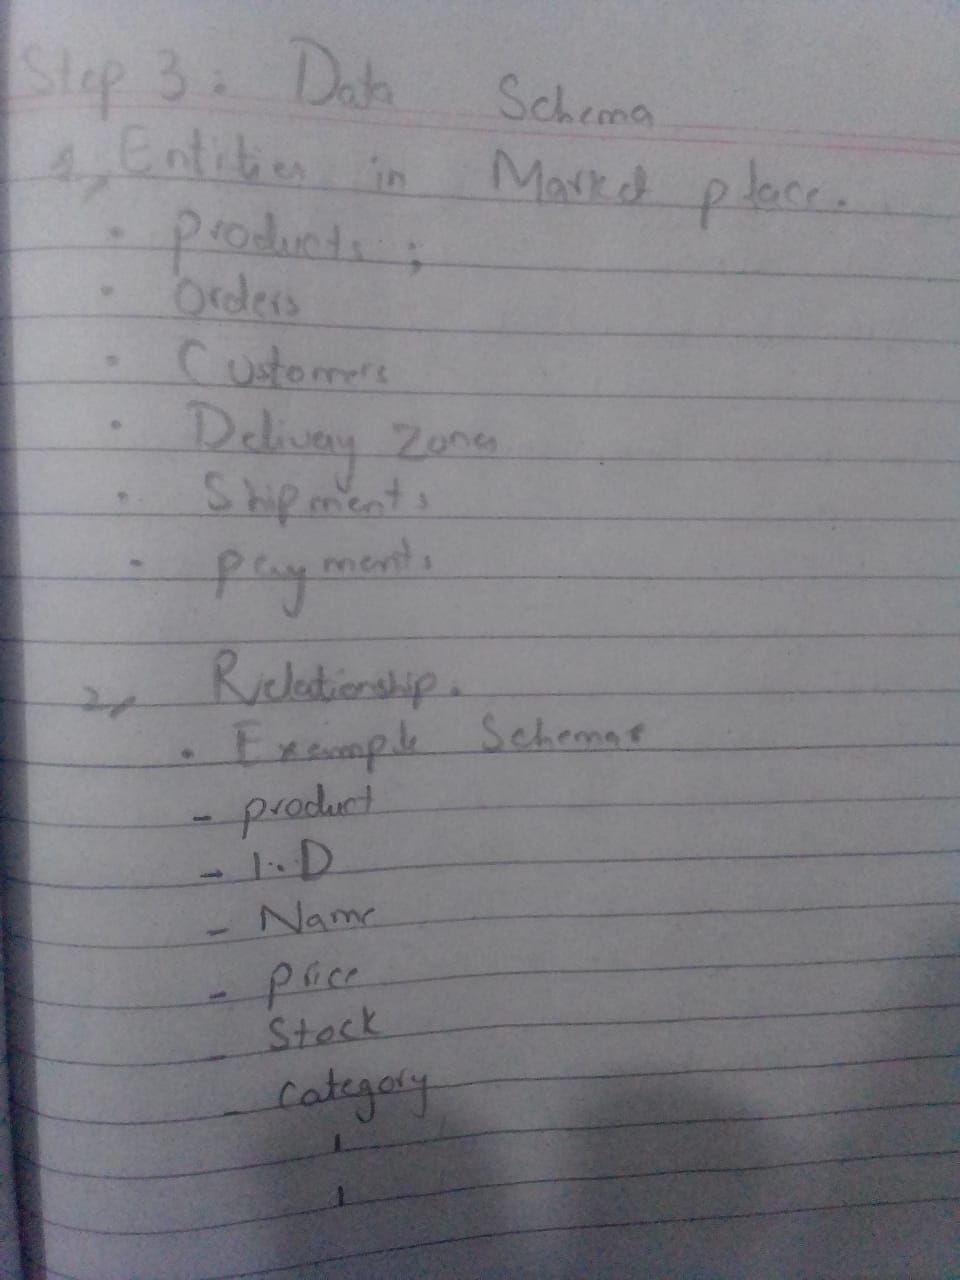 Step 3: Data Schema
1, Entities in Market place.
• products ;
• Orders
• Customers
• Delivery Zones
• Shipments
- payments
2, Relationship.
• Example Schemas
- product
- I.D
- Name
- price
- Stock
- category